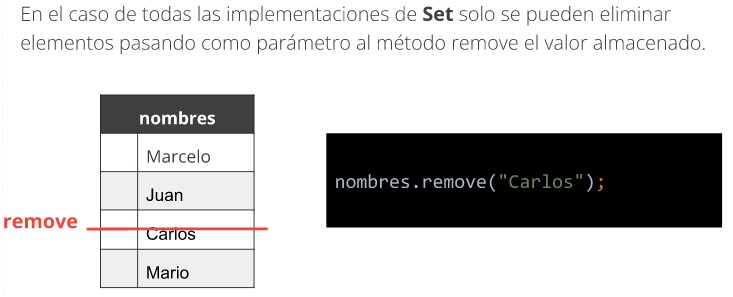 En el caso de todas las implementaciones de Set solo se pueden eliminar
elementos pasando como parámetro al método remove el valor almacenado.
nombres
Marcelo
Juan
remove
Carlos
Mario
nombres.remove("Carlos");